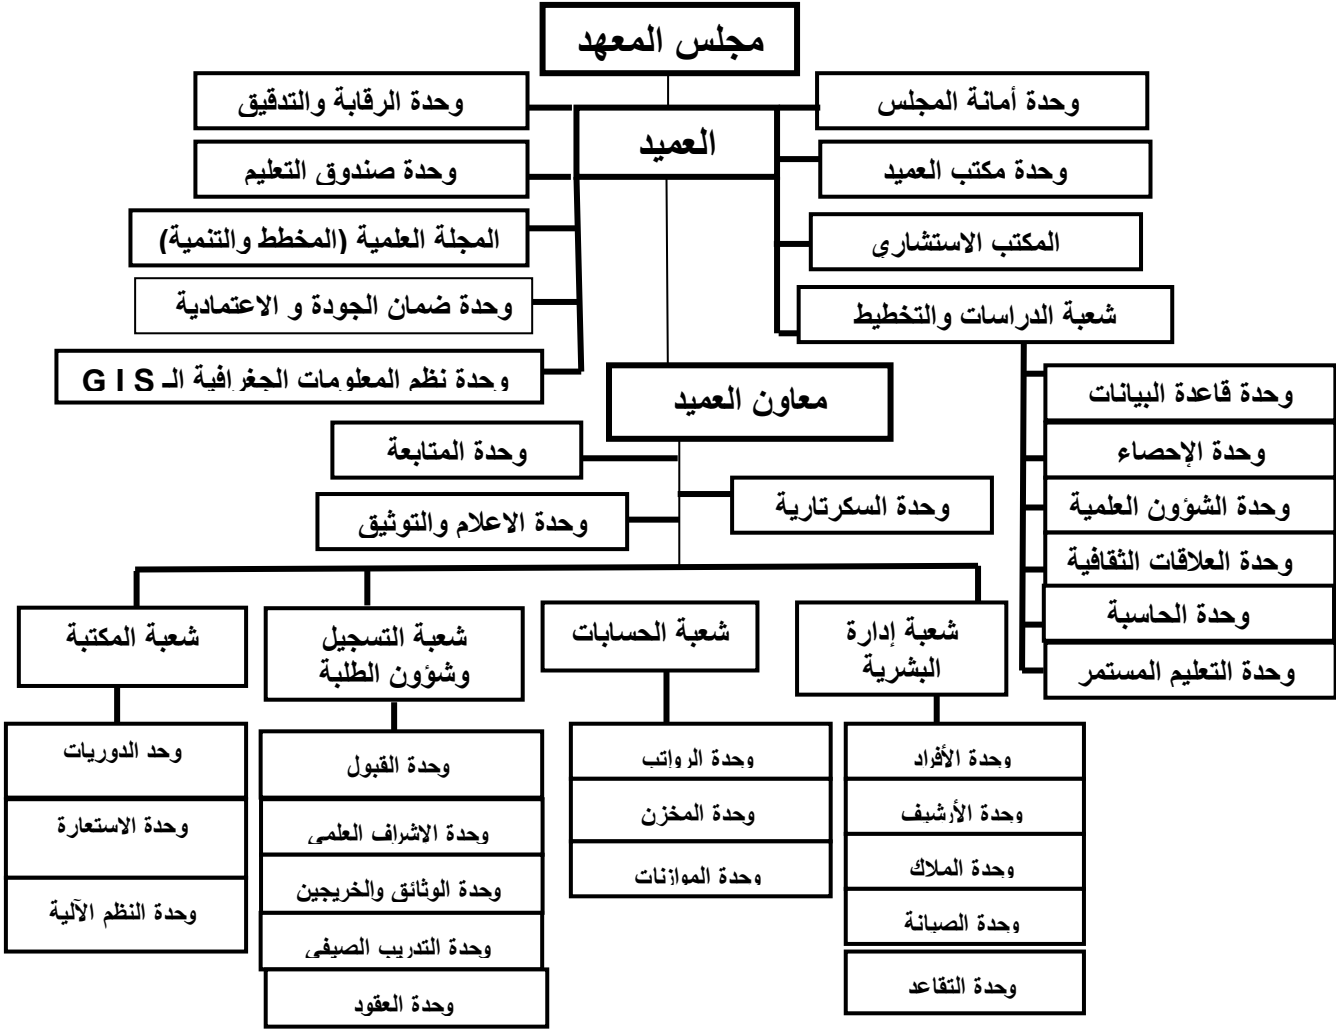 مجلس المعهد
وحدة أمانة المجلس
وحدة الرقابة والتدقيق
العميد
وحدة مكتب العميد
وحدة صندوق التعليم
المكتب الاستشاري
المجلة العلمية (المخطط والتنمية)
شعبة الدراسات والتخطيط
وحدة ضمان الجودة و الاعتمادية
وحدة نظم المعلومات الجغرافية الـ G I S
معاون العميد
وحدة قاعدة البيانات
وحدة الإحصاء
وحدة الشؤون العلمية
وحدة العلاقات الثقافية
وحدة الحاسبة
وحدة التعليم المستمر
وحدة المتابعة
وحدة السكرتارية
وحدة الاعلام والتوثيق
شعبة إدارة
البشرية
شعبة الحسابات
شعبة التسجيل
وشؤون الطلبة
شعبة المكتبة
وحدة الأفراد
وحدة الأرشيف
وحدة الملاك
وحدة الصيانة
وحدة التقاعد
وحدة الرواتب
وحدة المخزن
وحدة الموازنات
وحدة القبول
وحدة الاشراف العلمي
وحدة الوثائق والخريجين
وحدة التدريب الصيفي
وحدة العقود
وحد الدوريات
وحدة الاستعارة
وحدة النظم الآلية